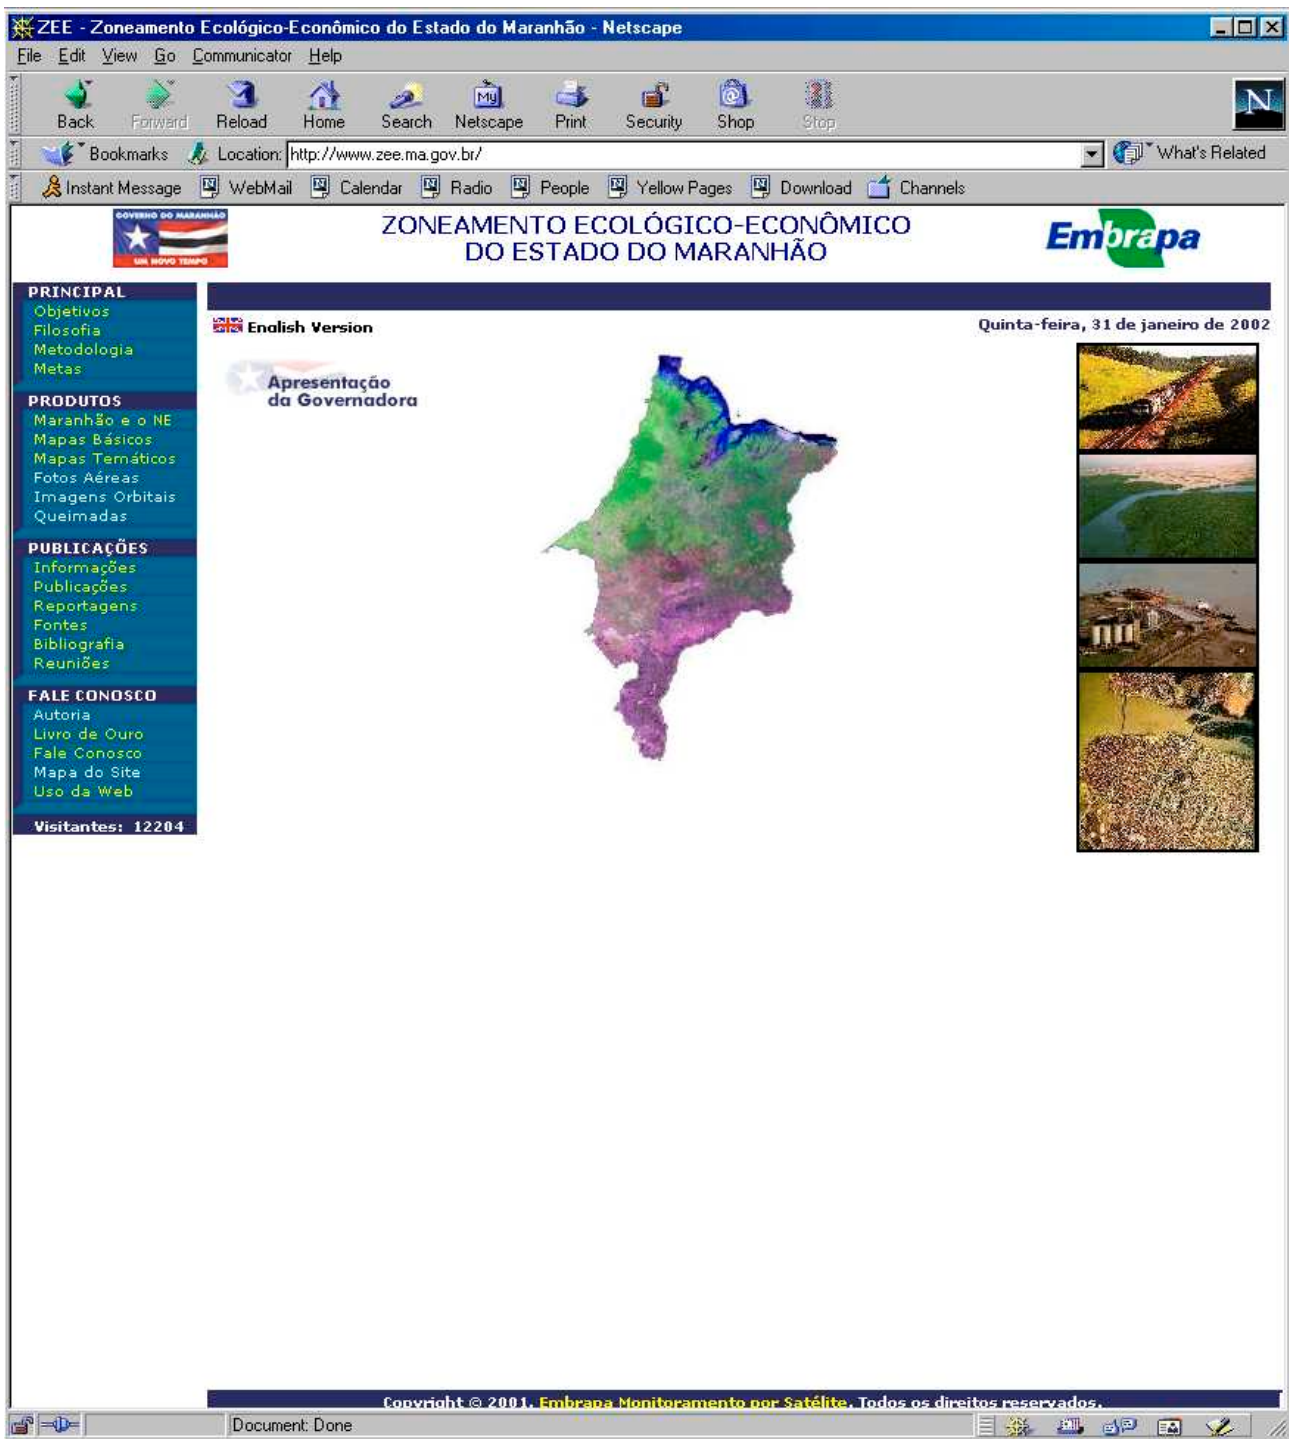 ZEE - Zoneamento Ecológico-Econômico do Estado do Maranhão - Netscape
File Edit View Go Communicator Help
Back Forward Reload Home Search Netscape Print Security Shop Stop
Bookmarks Location: http://www.zee.ma.gov.br/ What's Related
Instant Message WebMail Calendar Radio People Yellow Pages Download Channels
GOVERNO DO MARANHÃO
UM NOVO TEMPO
ZONEAMENTO ECOLÓGICO-ECONÔMICO
DO ESTADO DO MARANHÃO
Embrapa
PRINCIPAL
Objetivos
Filosofia
Metodologia
Metas
PRODUTOS
Maranhão e o NE
Mapas Básicos
Mapas Temáticos
Fotos Aéreas
Imagens Orbitais
Queimadas
PUBLICAÇÕES
Informações
Publicações
Reportagens
Fontes
Bibliografia
Reuniões
FALE CONOSCO
Autoria
Livro de Ouro
Fale Conosco
Mapa do Site
Uso da Web
Visitantes: 12204
English Version
Quinta-feira, 31 de janeiro de 2002
Apresentação
da Governadora
Copyright © 2001. Embrapa Monitoramento por Satélite. Todos os direitos reservados.
Document: Done